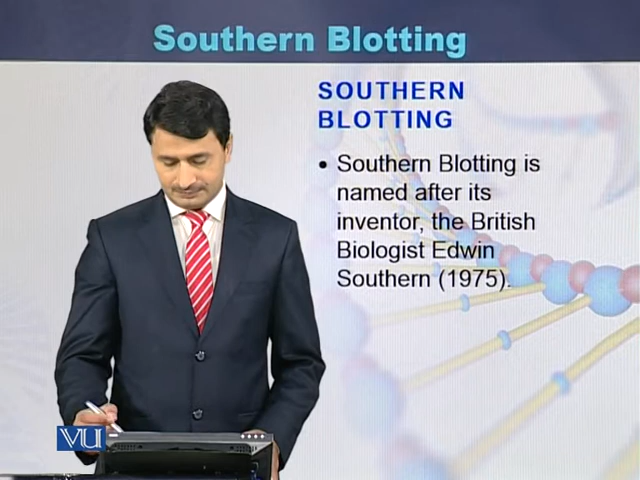 Southern Blotting
SOUTHERN
BLOTTING
• Southern Blotting is
named after its
inventor, the British
Biologist Edwin
Southern (1975).
VU